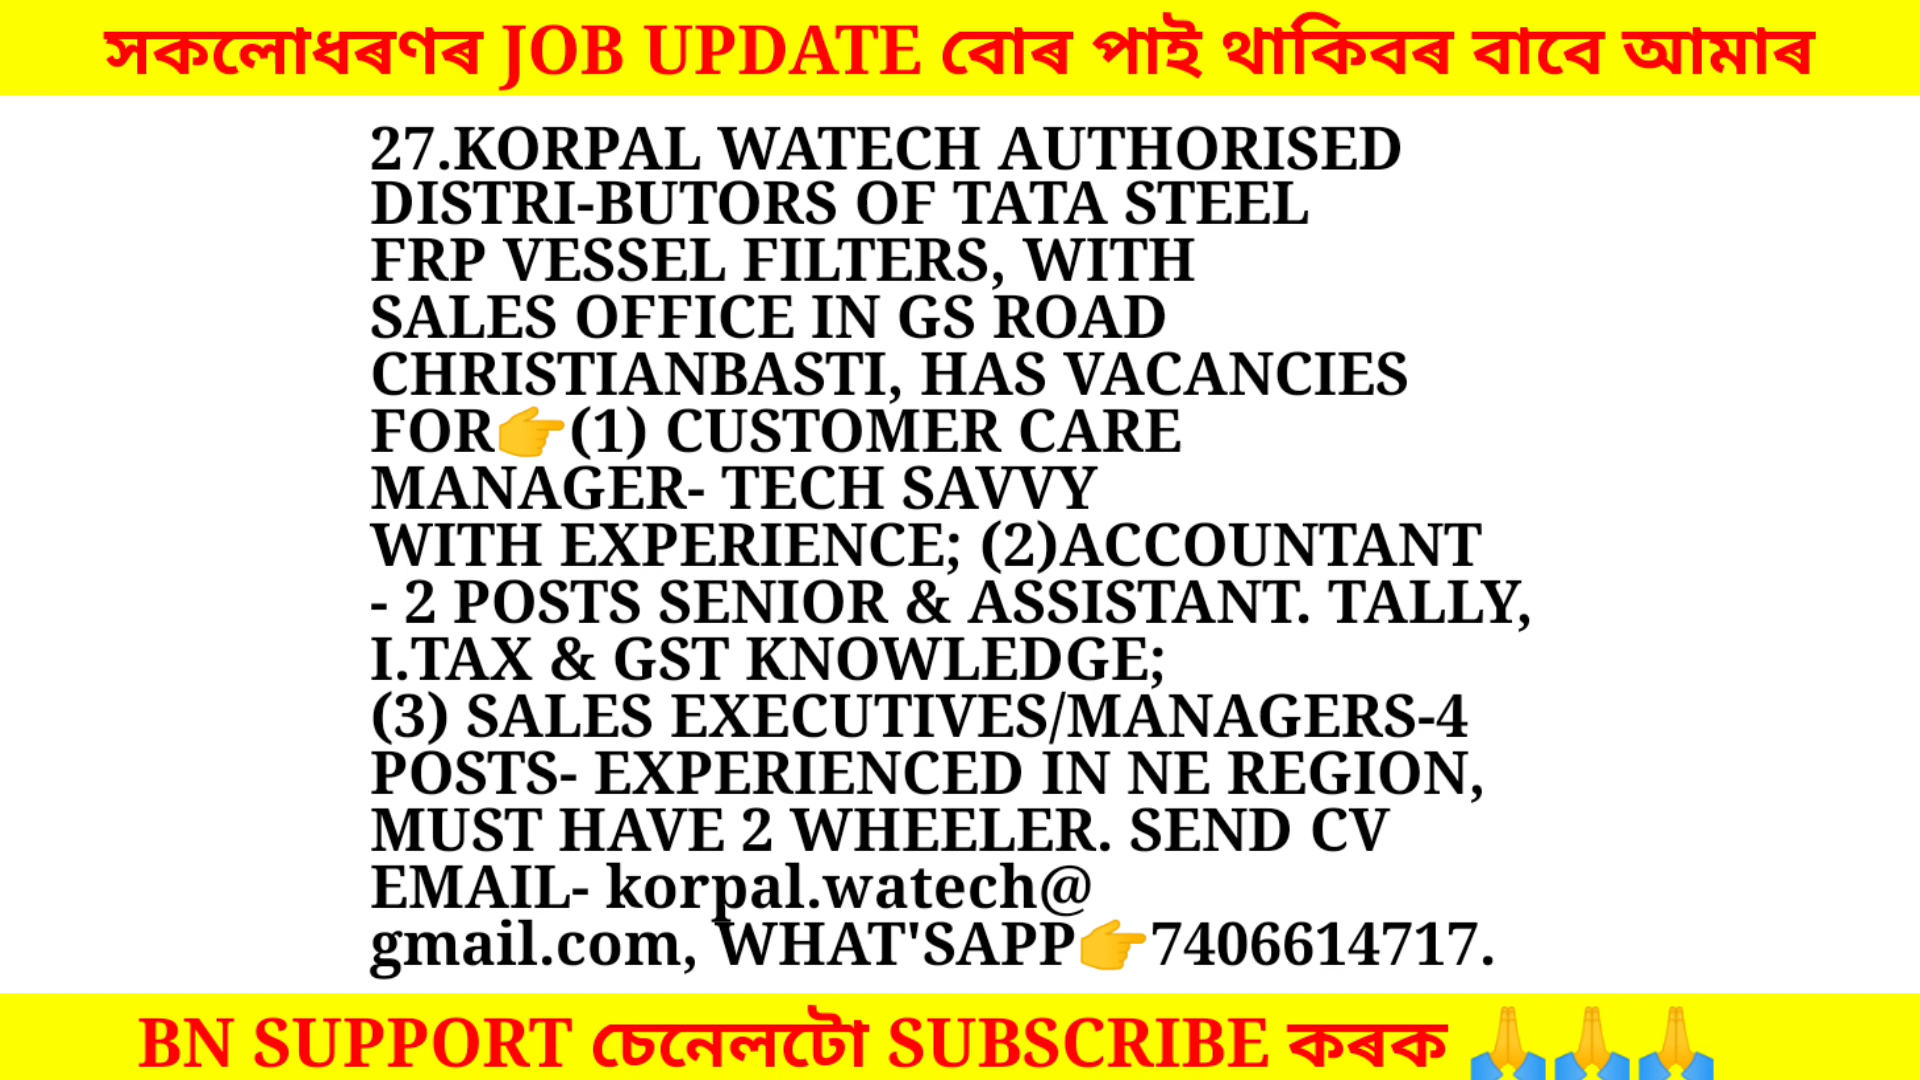 সকলোধৰণৰ JOB UPDATE বোৰ পাই থাকিবৰ বাবে আমাৰ
27.KORPAL WATECH AUTHORISED
DISTRI-BUTORS OF TATA STEEL
FRP VESSEL FILTERS, WITH
SALES OFFICE IN GS ROAD
CHRISTIANBASTI, HAS VACANCIES
FOR👉(1) CUSTOMER CARE
MANAGER- TECH SAVVY
WITH EXPERIENCE; (2)ACCOUNTANT
- 2 POSTS SENIOR & ASSISTANT. TALLY,
I.TAX & GST KNOWLEDGE;
(3) SALES EXECUTIVES/MANAGERS-4
POSTS- EXPERIENCED IN NE REGION,
MUST HAVE 2 WHEELER. SEND CV
EMAIL- korpal.watech@
gmail.com, WHAT'SAPP👉7406614717.
BN SUPPORT চেনেলটো SUBSCRIBE কৰক 🙏🙏🙏